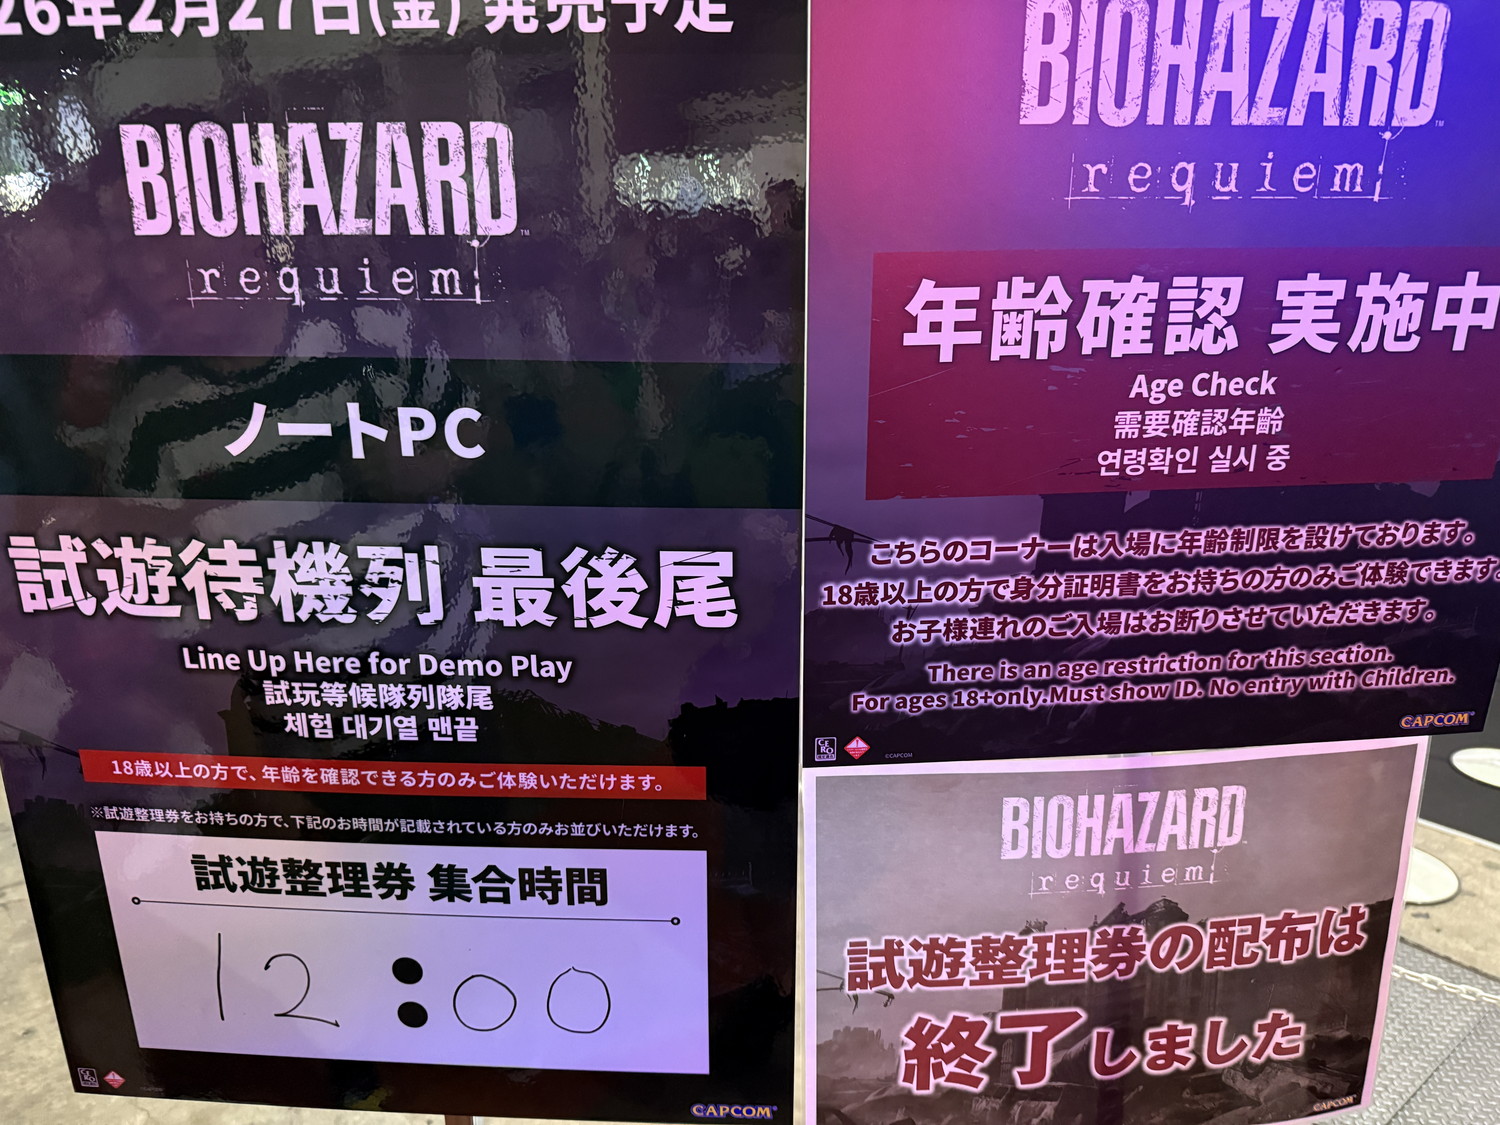 26年2月27日(金) 発売予定
BIOHAZARD
requiem
ノートPC
試遊待機列 最後尾
Line Up Here for Demo Play
試玩等候隊列隊尾
체험 대기열 맨끝
18歳以上の方で、年齢を確認できる方のみご体験いただけます。
※試遊整理券をお持ちの方で、下記のお時間が記載されている方のみお並びいただけます。
試遊整理券 集合時間
12:00
CERO
CAPCOM
BIOHAZARD
requiem
年齢確認 実施中
Age Check
需要確認年齡
연령확인 실시 중
こちらのコーナーは入場に年齢制限を設けております。
18歳以上の方で身分証明書をお持ちの方のみご体験できます。
お子様連れのご入場はお断りさせていただきます。
There is an age restriction for this section.
For ages 18+only.Must show ID. No entry with Children.
CAPCOM
CERO
©CAPCOM
BIOHAZARD
requiem
試遊整理券の配布は
終了しました
CAPCOM